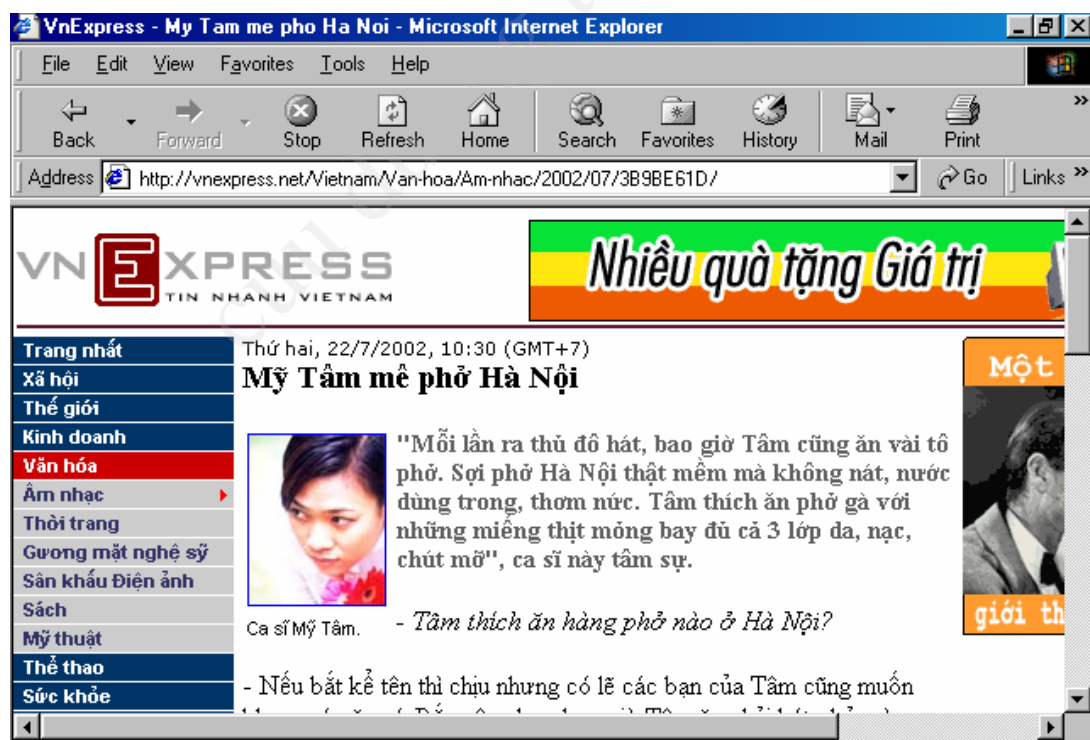 VnExpress - My Tam me pho Ha Noi - Microsoft Internet Explorer
File Edit View Favorites Tools Help
Back Forward Stop Refresh Home Search Favorites History Mail Print
Address http://vnexpress.net/Vietnam/Van-hoa/Am-nhac/2002/07/3B9BE61D/ Go Links
VNEXPRESS
TIN NHANH VIETNAM
Nhiều quà tặng Giá trị
Trang nhất
Xã hội
Thế giới
Kinh doanh
Văn hóa
Âm nhạc
Thời trang
Gương mặt nghệ sỹ
Sân khấu Điện ảnh
Sách
Mỹ thuật
Thể thao
Sức khỏe
Thứ hai, 22/7/2002, 10:30 (GMT+7)
Mỹ Tâm mê phở Hà Nội
"Mỗi lần ra thủ đô hát, bao giờ Tâm cũng ăn vài tô
phở. Sợi phở Hà Nội thật mềm mà không nát, nước
dùng trong, thơm nức. Tâm thích ăn phở gà với
những miếng thịt mỏng bay đủ cả 3 lớp da, nạc,
chút mỡ", ca sĩ này tâm sự.
Ca sĩ Mỹ Tâm.
- Tâm thích ăn hàng phở nào ở Hà Nội?
- Nếu bắt kể tên thì chịu nhưng có lẽ các bạn của Tâm cũng muốn
Một
giới th